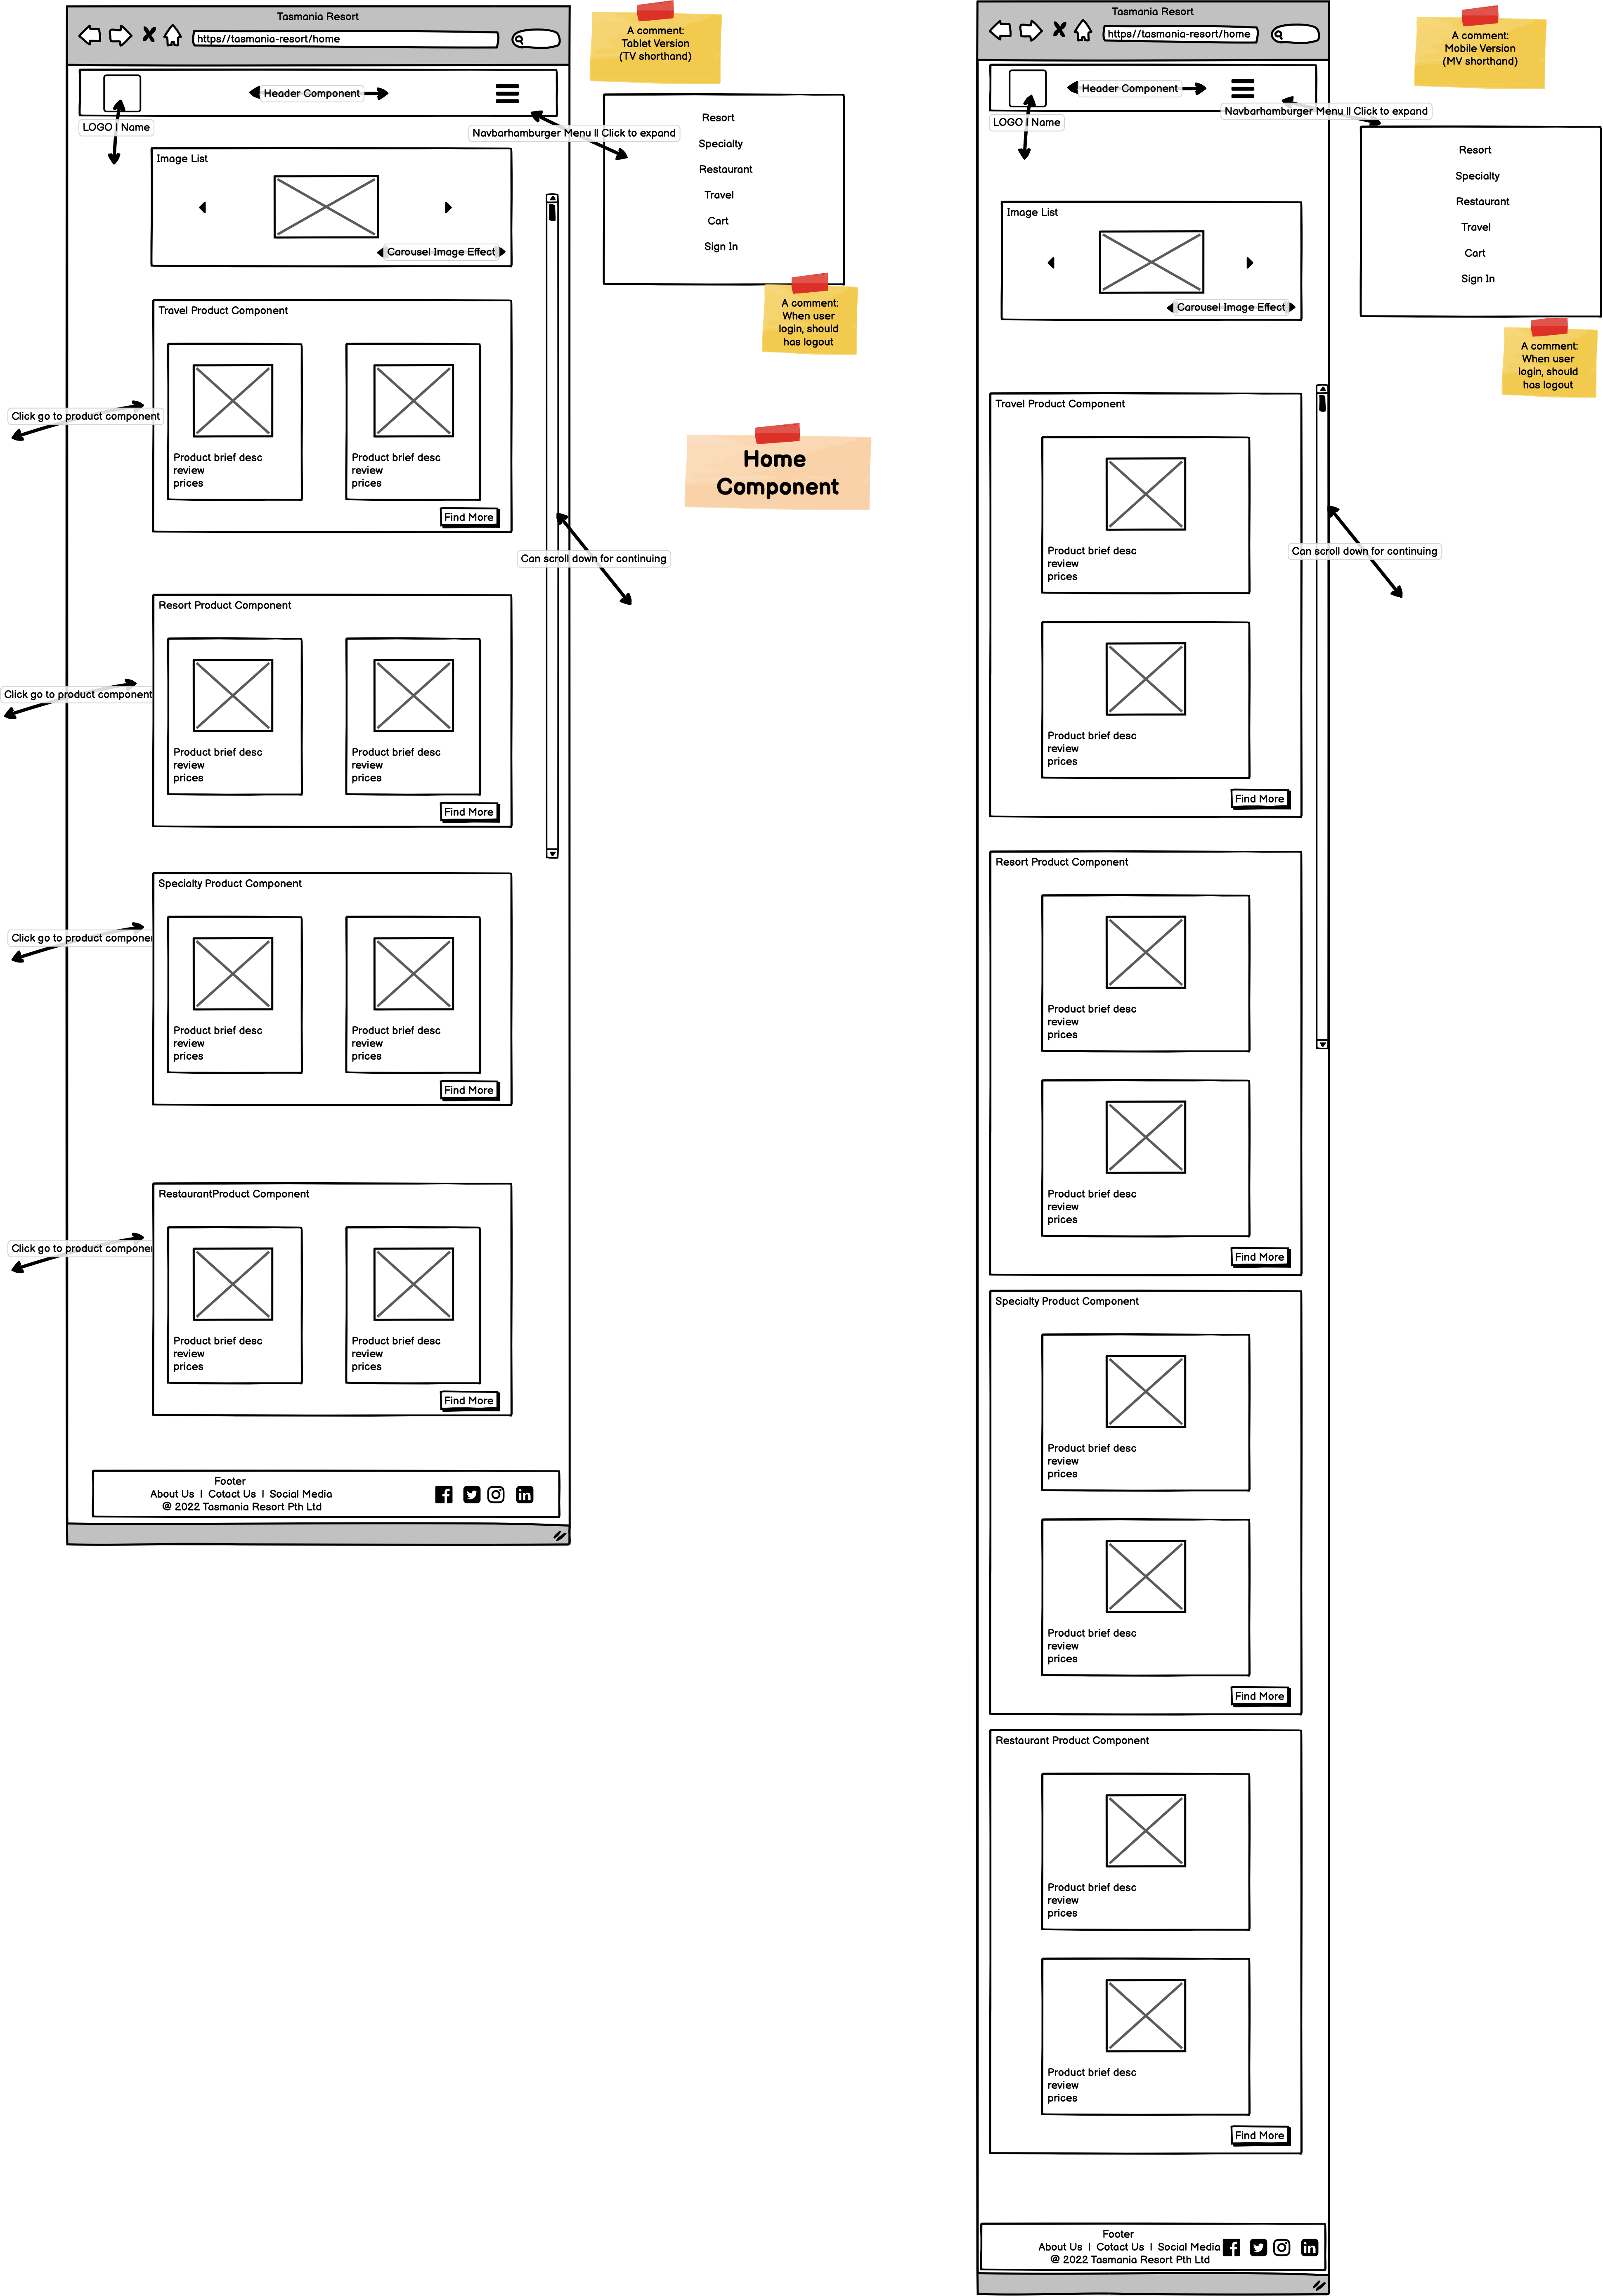 Tasmania Resort
https//tasmania-resort/home
A comment:
Tablet Version
(TV shorthand)
Header Component
LOGO | Name
Navbarhamburger Menu || Click to expand
Resort
Specialty
Restaurant
Travel
Cart
Sign In
A comment:
When user
login, should
has logout
Image List
Carousel Image Effect
Travel Product Component
Click go to product component
Product brief desc
review
prices
Product brief desc
review
prices
Find More
Home
Component
Can scroll down for continuing
Resort Product Component
Click go to product component
Product brief desc
review
prices
Product brief desc
review
prices
Find More
Specialty Product Component
Click go to product componen
Product brief desc
review
prices
Product brief desc
review
prices
Find More
RestaurantProduct Component
Click go to product componen
Product brief desc
review
prices
Product brief desc
review
prices
Find More
Footer
About Us | Cotact Us | Social Media
@ 2022 Tasmania Resort Pth Ltd
Tasmania Resort
https//tasmania-resort/home
A comment:
Mobile Version
(MV shorthand)
Header Component
LOGO | Name
Navbarhamburger Menu || Click to expand
Resort
Specialty
Restaurant
Travel
Cart
Sign In
A comment:
When user
login, should
has logout
Image List
Carousel Image Effect
Travel Product Component
Product brief desc
review
prices
Can scroll down for continuing
Product brief desc
review
prices
Find More
Resort Product Component
Product brief desc
review
prices
Product brief desc
review
prices
Find More
Specialty Product Component
Product brief desc
review
prices
Product brief desc
review
prices
Find More
Restaurant Product Component
Product brief desc
review
prices
Product brief desc
review
prices
Find More
Footer
About Us | Cotact Us | Social Media
@ 2022 Tasmania Resort Pth Ltd